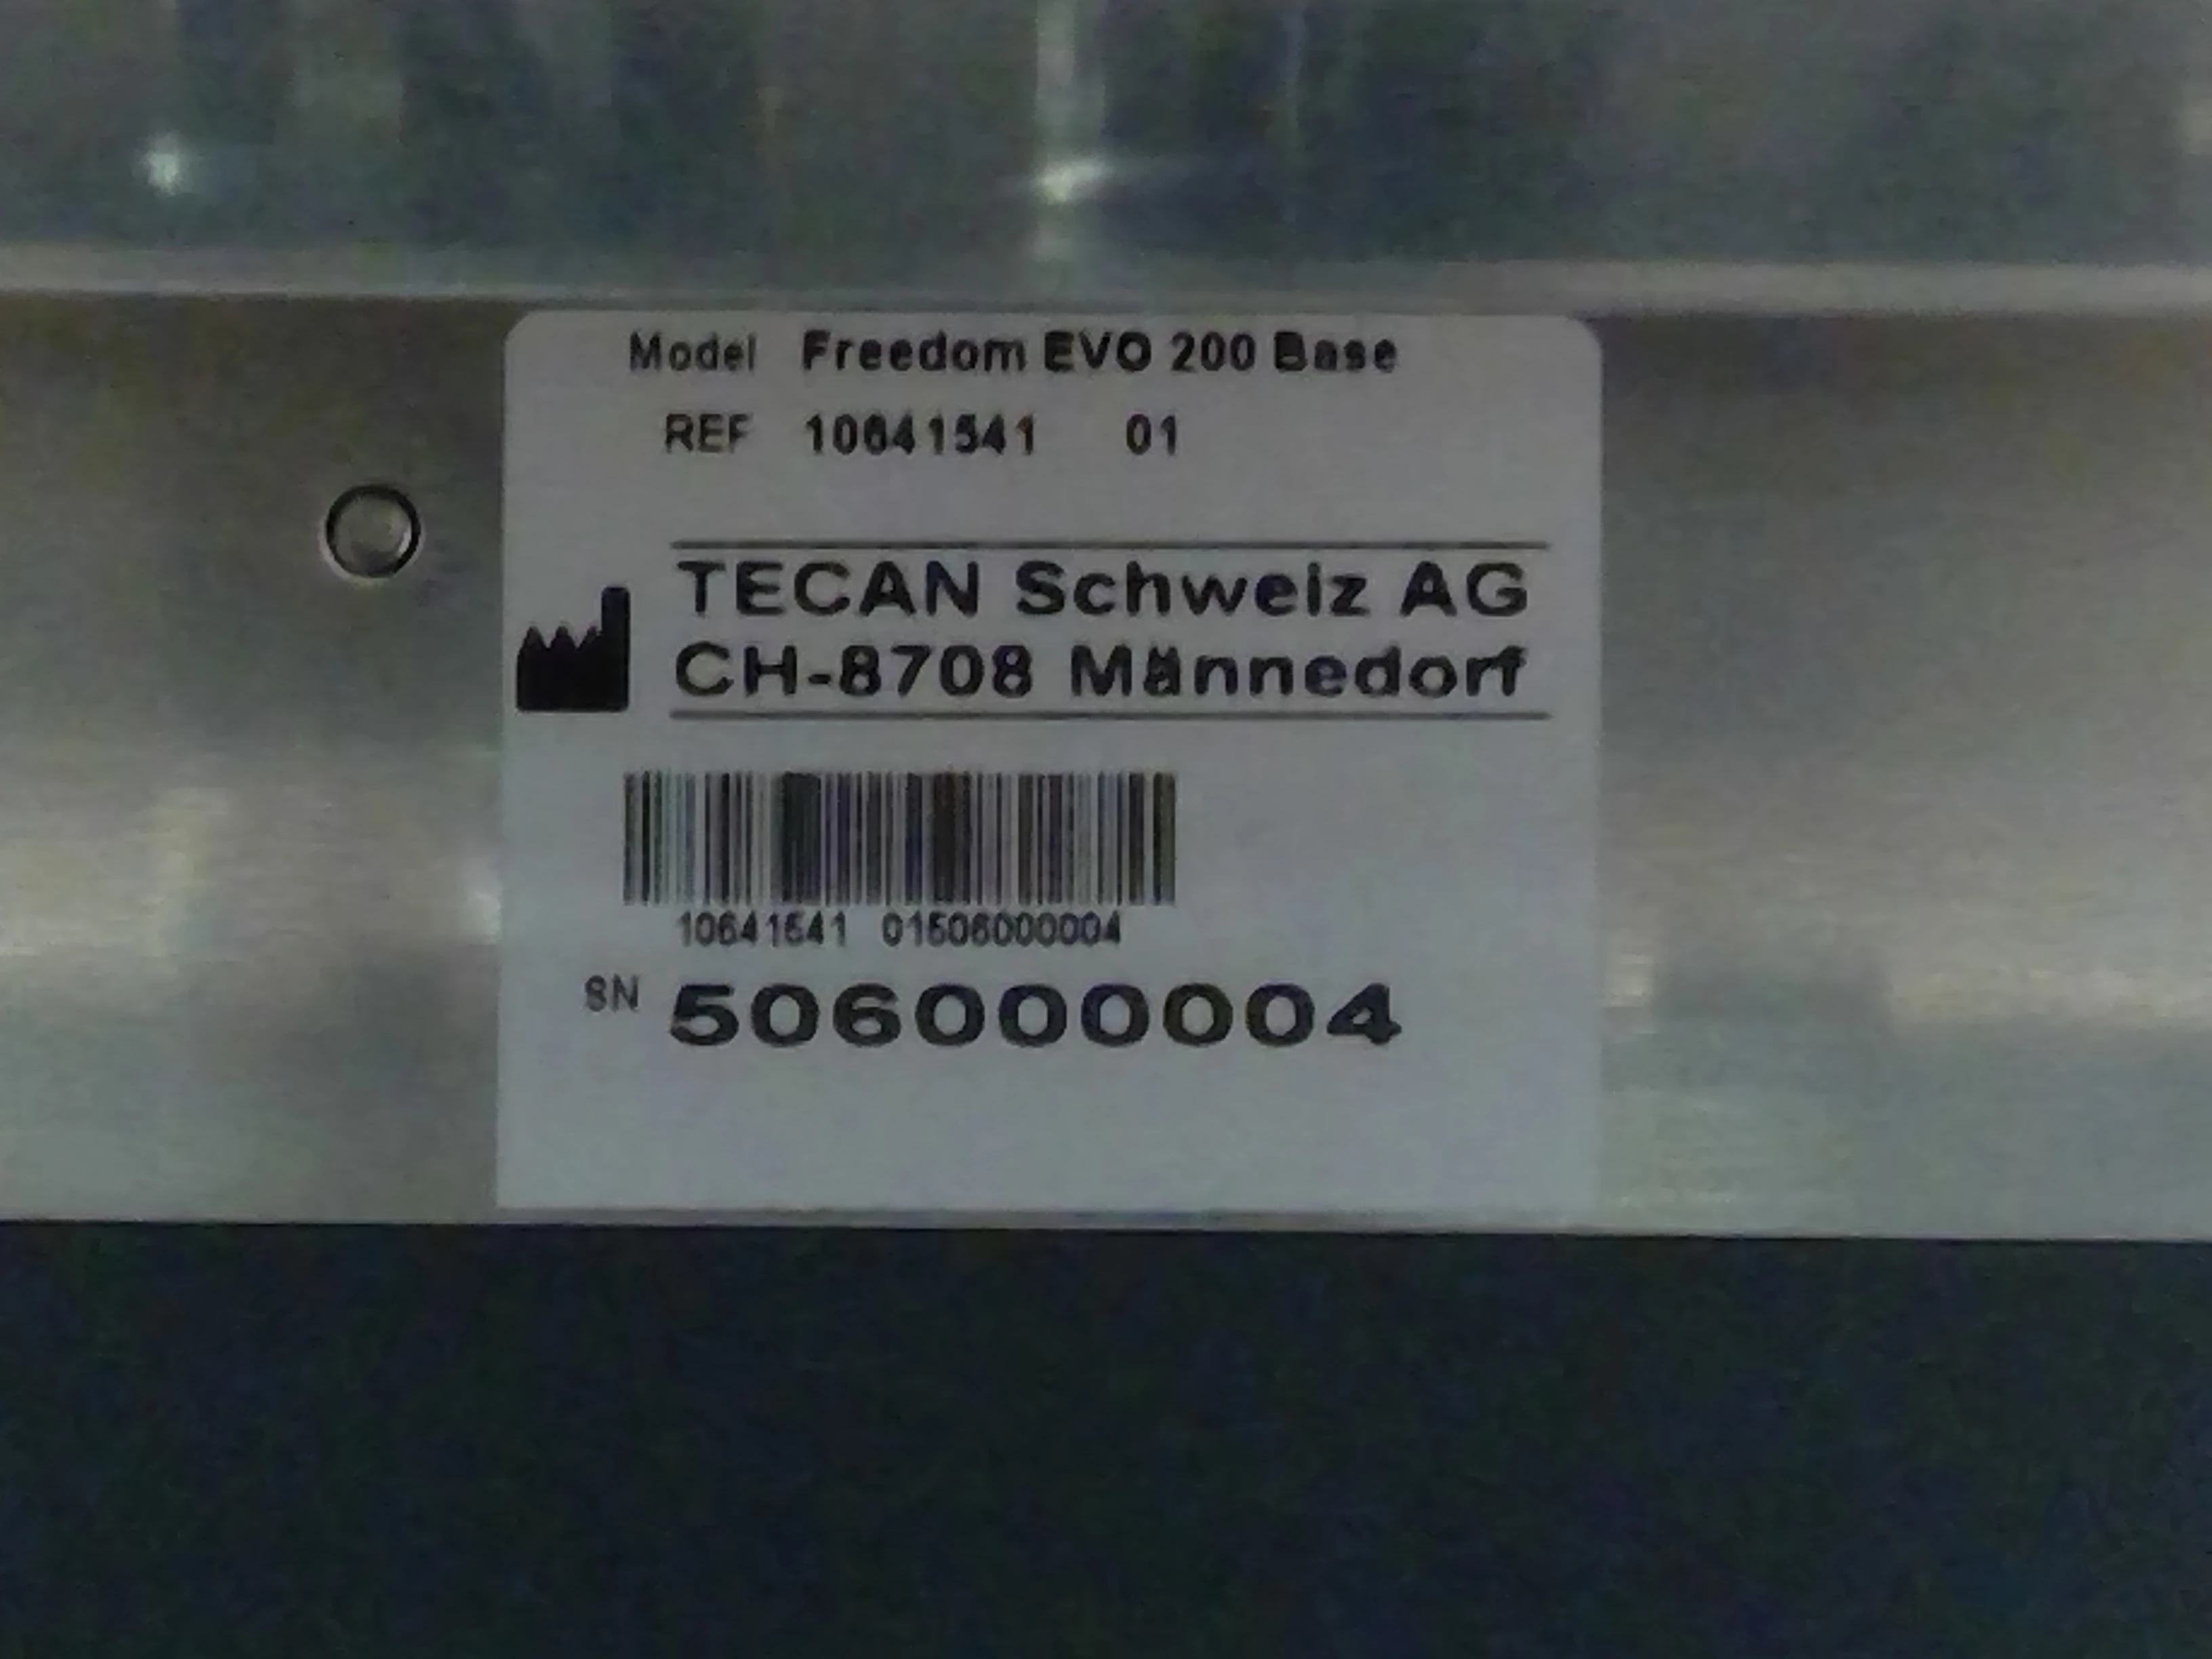 Model Freedom EVO 200 Base
REF 10641541 01
TECAN Schweiz AG
CH-8708 Männedorf
10641541 01506000004
SN 506000004